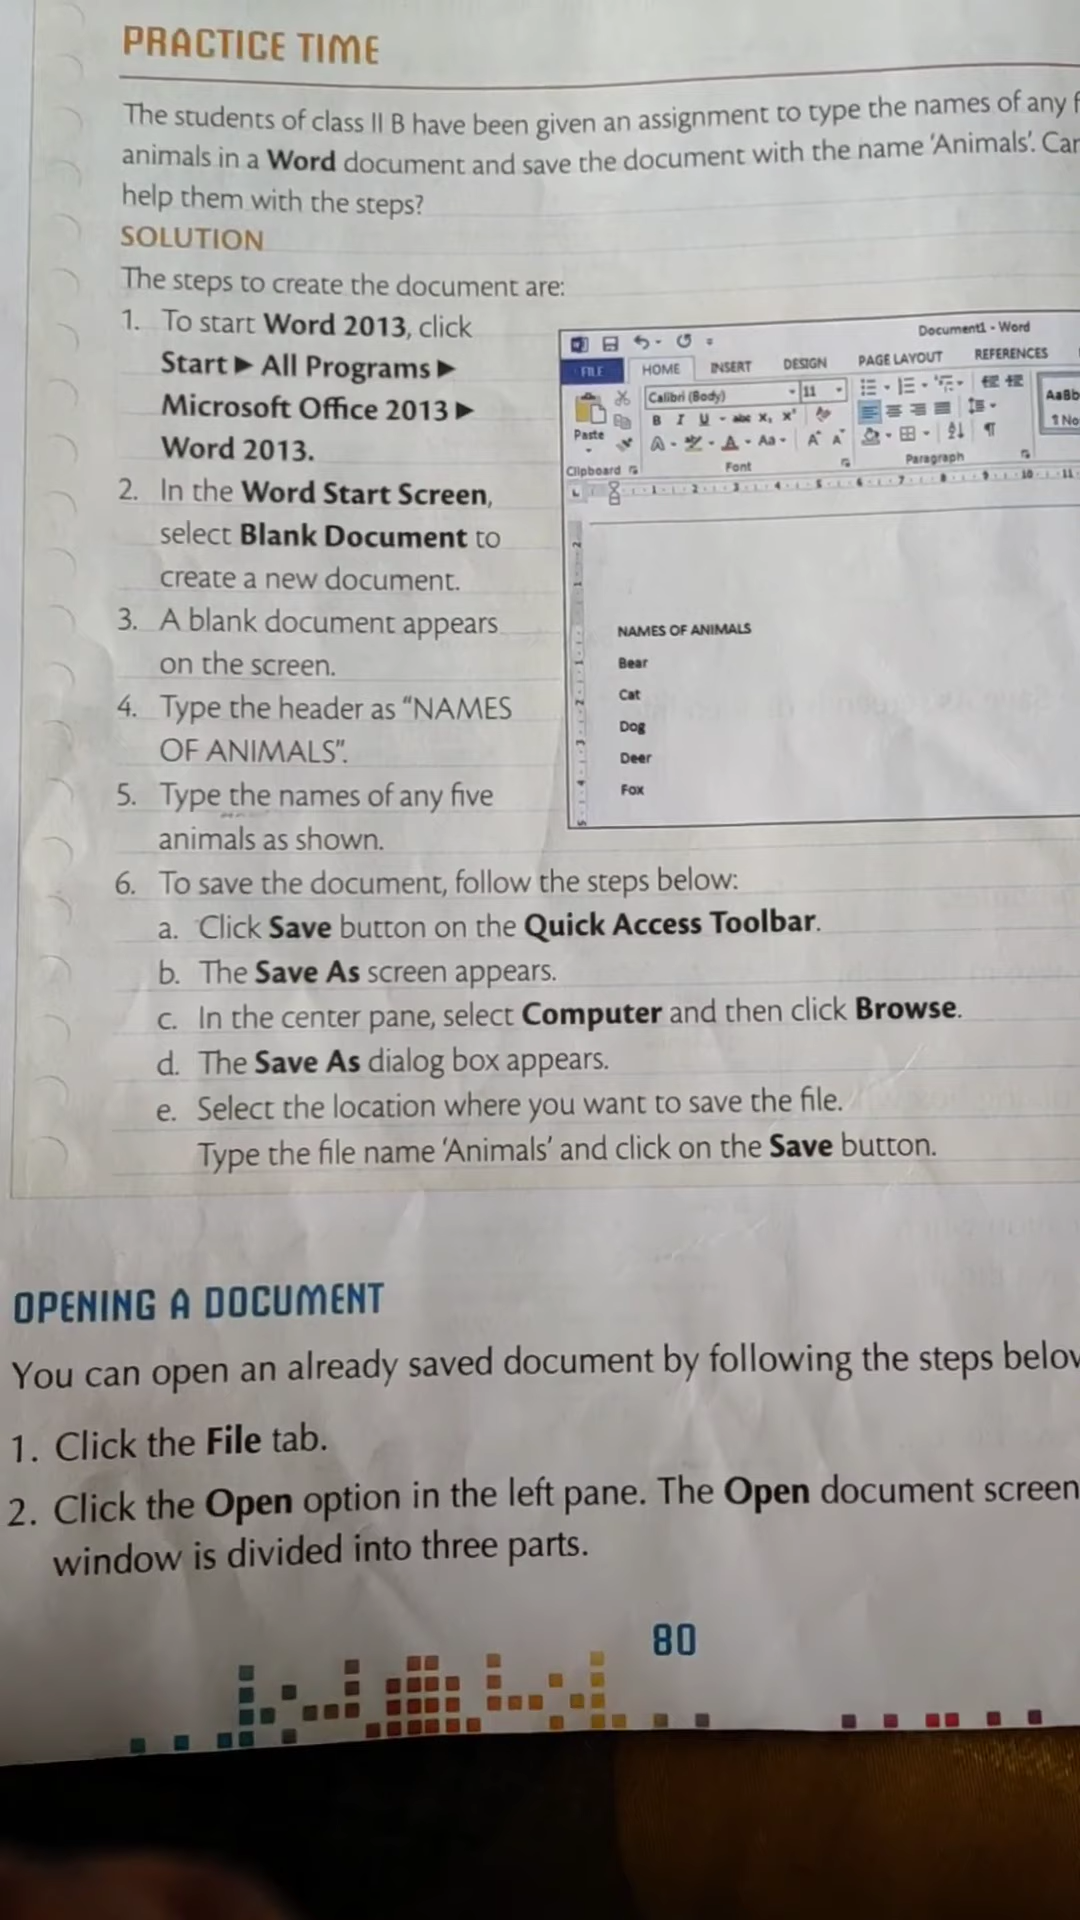 PRACTICE TIME
The students of class II B have been given an assignment to type the names of any
animals in a Word document and save the document with the name 'Animals'.
help them with the steps?
SOLUTION
The steps to create the document are:
1. To start Word 2013, click
Start ▶ All Programs ▶
Microsoft Office 2013 ▶
Word 2013.
2. In the Word Start Screen,
select Blank Document to
create a new document.
3. A blank document appears
on the screen.
4. Type the header as “NAMES
OF ANIMALS”.
5. Type the names of any five
animals as shown.
Document1 - Word
FILE HOME INSERT DESIGN PAGE LAYOUT REFERENCES
Calibri (Body) 11
Paste
Clipboard Font Paragraph
NAMES OF ANIMALS
Bear
Cat
Dog
Deer
Fox
6. To save the document, follow the steps below:
a. Click Save button on the Quick Access Toolbar.
b. The Save As screen appears.
c. In the center pane, select Computer and then click Browse.
d. The Save As dialog box appears.
e. Select the location where you want to save the file.
Type the file name 'Animals' and click on the Save button.
OPENING A DOCUMENT
You can open an already saved document by following the steps
1. Click the File tab.
2. Click the Open option in the left pane. The Open document screen
window is divided into three parts.
80